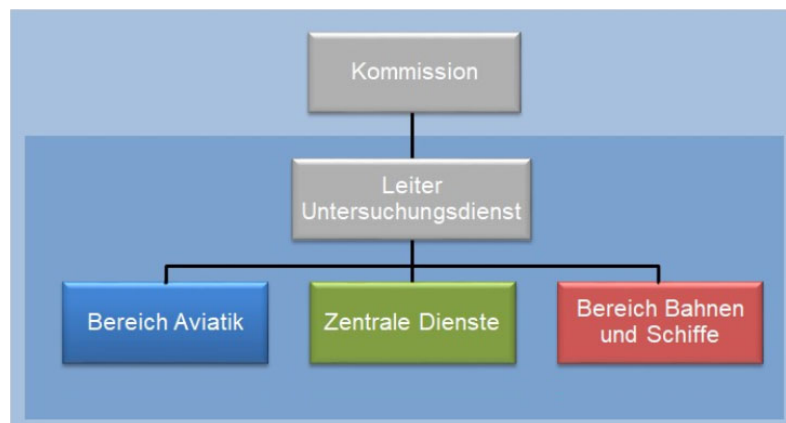 Kommission
Leiter
Untersuchungsdienst
Bereich Aviatik
Zentrale Dienste
Bereich Bahnen
und Schiffe